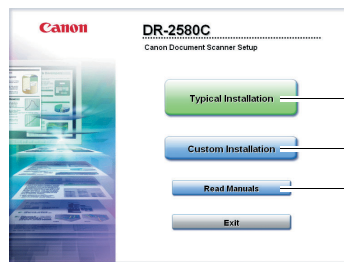 Canon
DR-2580C
Canon Document Scanner Setup
Typical Installation
Custom Installation
Read Manuals
Exit